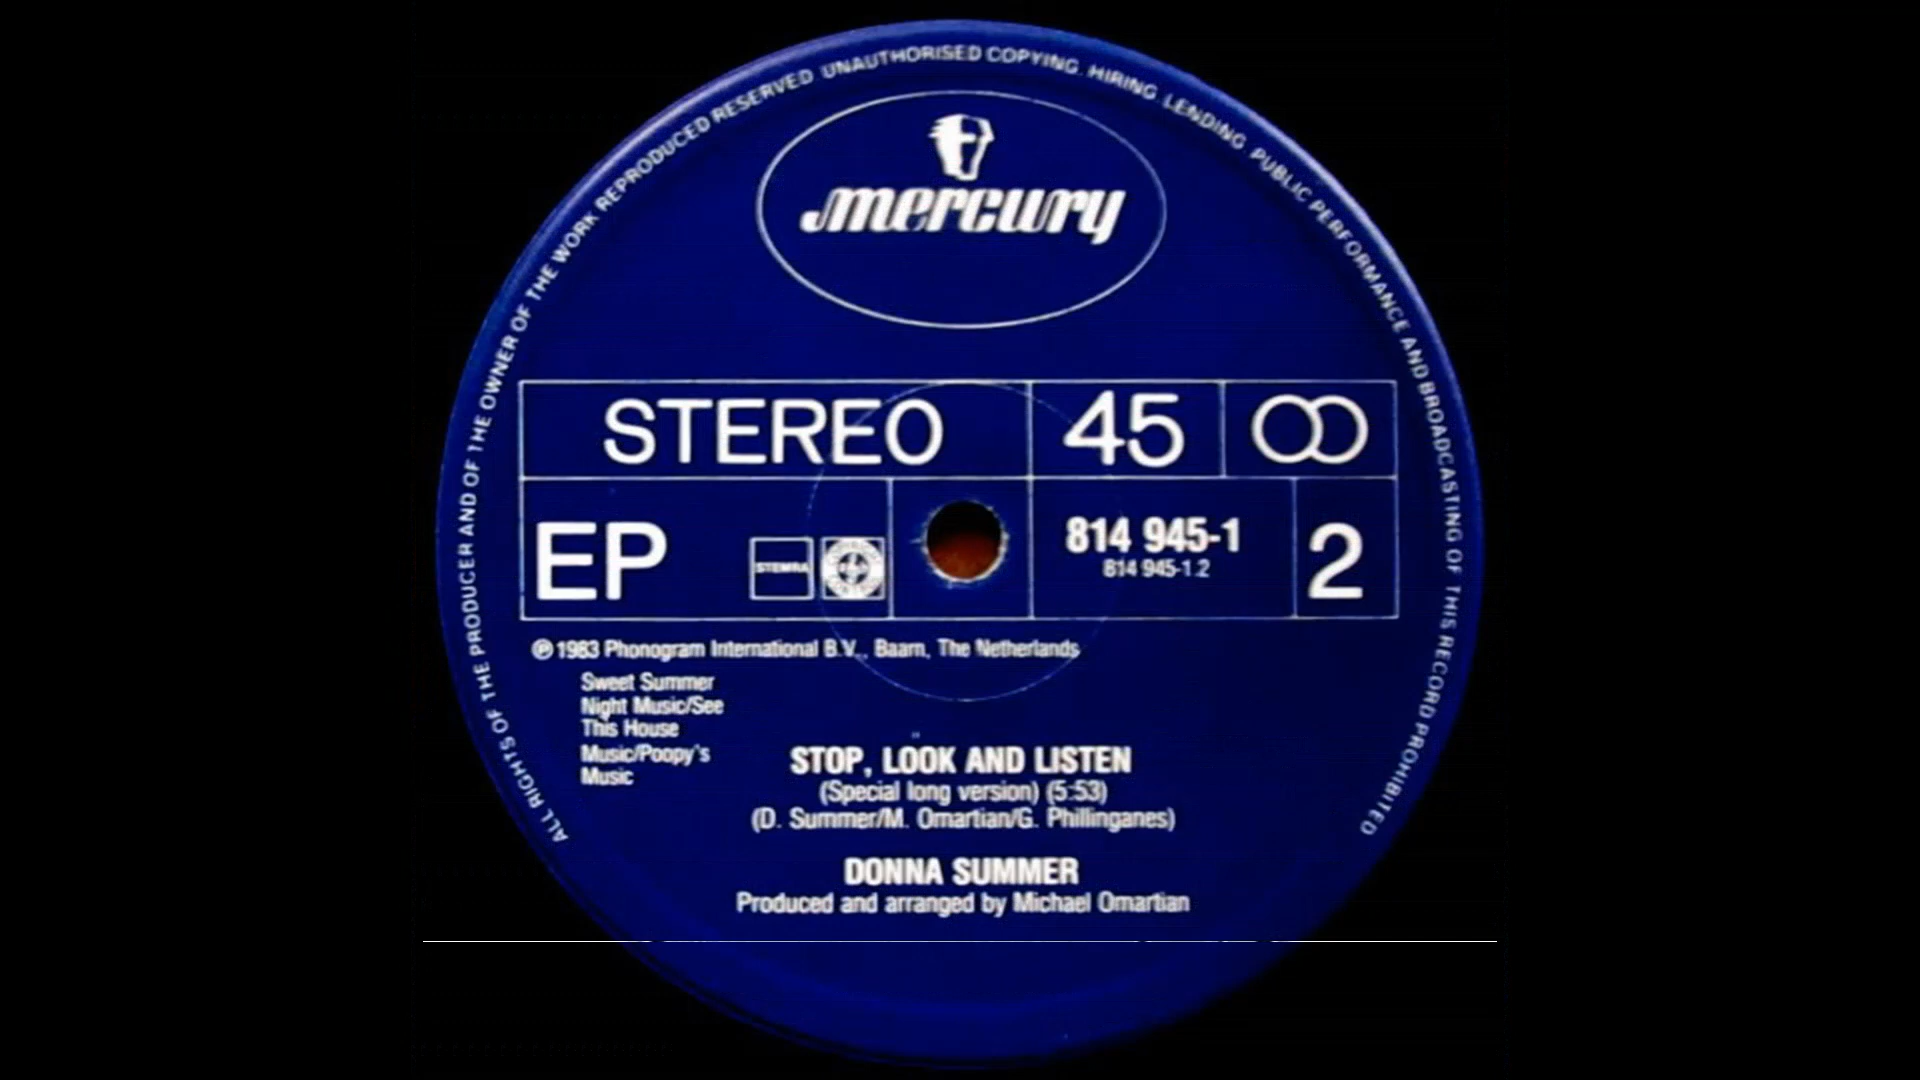 ALL RIGHTS OF THE PRODUCER AND OF THE OWNER OF THE WORK REPRODUCED RESERVED UNAUTHORISED COPYING. HIRING. LENDING. PUBLIC PERFORMANCE AND BROADCASTING OF THIS RECORD PROHIBITED
mercury
STEREO 45
EP STEMRA 814 945-1 2
814 945-1.2
℗ 1983 Phonogram International B.V., Baarn, The Netherlands
Sweet Summer
Night Music/See
This House
Music/Poopy's
Music
STOP, LOOK AND LISTEN
(Special long version) (5:53)
(D. Summer/M. Omartian/G. Phillinganes)
DONNA SUMMER
Produced and arranged by Michael Omartian